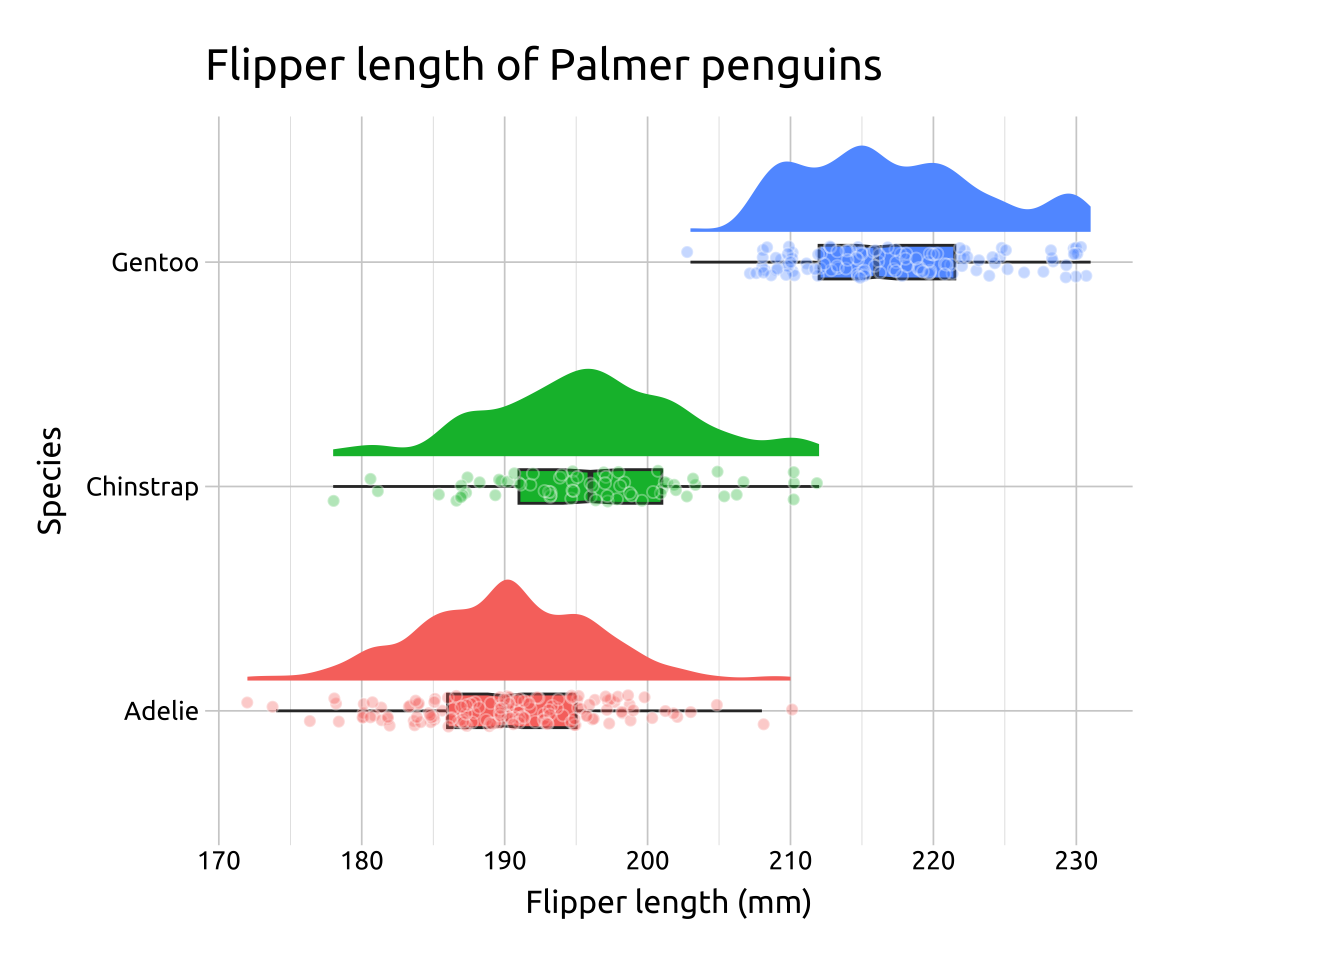 Flipper length of Palmer penguins
Gentoo
Chinstrap
Adelie
Species
170 180 190 200 210 220 230
Flipper length (mm)